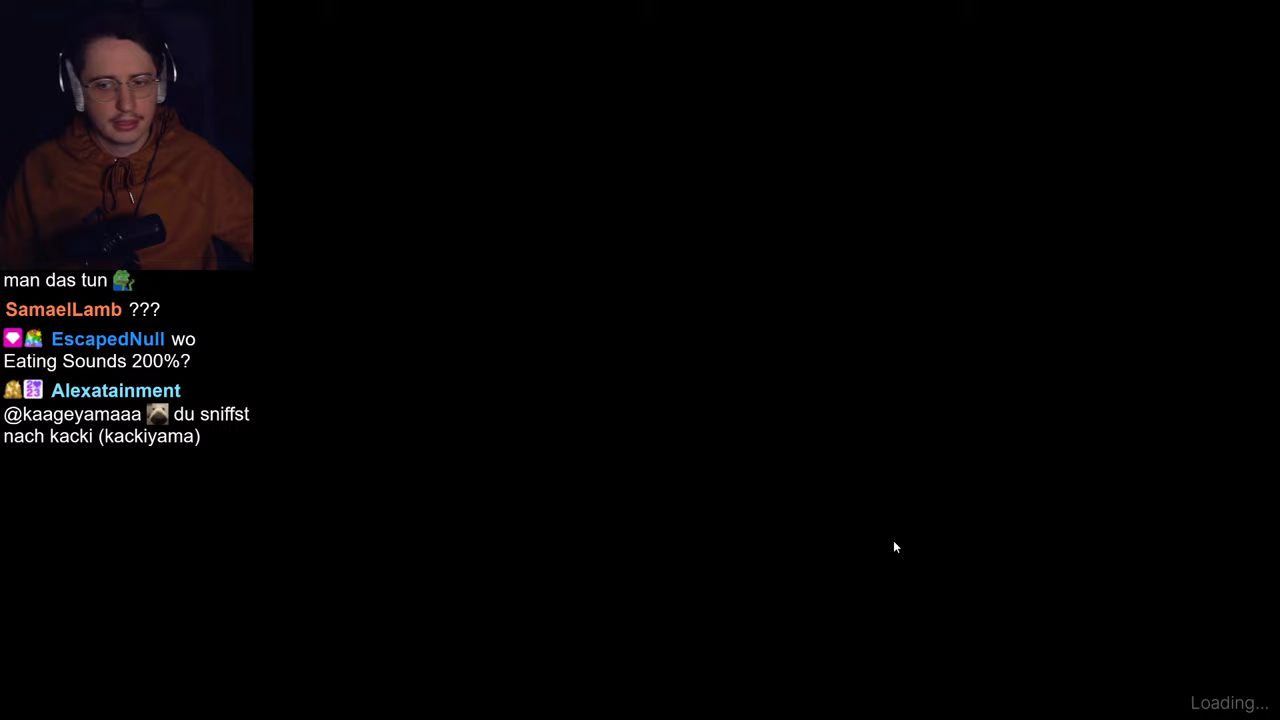 man das tun
SamaelLamb ???
EscapedNull wo
Eating Sounds 200%?
Alexatainment
@kaageyamaaa du sniffst
nach kacki (kackiyama)
Loading...